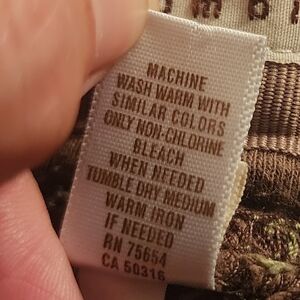 MACHINE
WASH WARM WITH
SIMILAR COLORS
ONLY NON-CHLORINE
BLEACH
WHEN NEEDED
TUMBLE DRY MEDIUM
WARM IRON
IF NEEDED
RN 75654
CA 50316